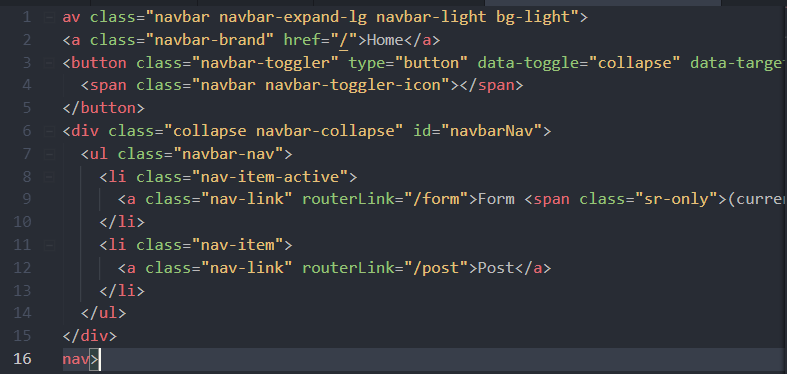 1 av class="navbar navbar-expand-lg navbar-light bg-light">
2 <a class="navbar-brand" href="/">Home</a>
3 <button class="navbar-toggler" type="button" data-toggle="collapse" data-targe
4 <span class="navbar navbar-toggler-icon"></span>
5 </button>
6 <div class="collapse navbar-collapse" id="navbarNav">
7 <ul class="navbar-nav">
8 <li class="nav-item-active">
9 <a class="nav-link" routerLink="/form">Form <span class="sr-only">(curre
10 </li>
11 <li class="nav-item">
12 <a class="nav-link" routerLink="/post">Post</a>
13 </li>
14 </ul>
15 </div>
16 nav>